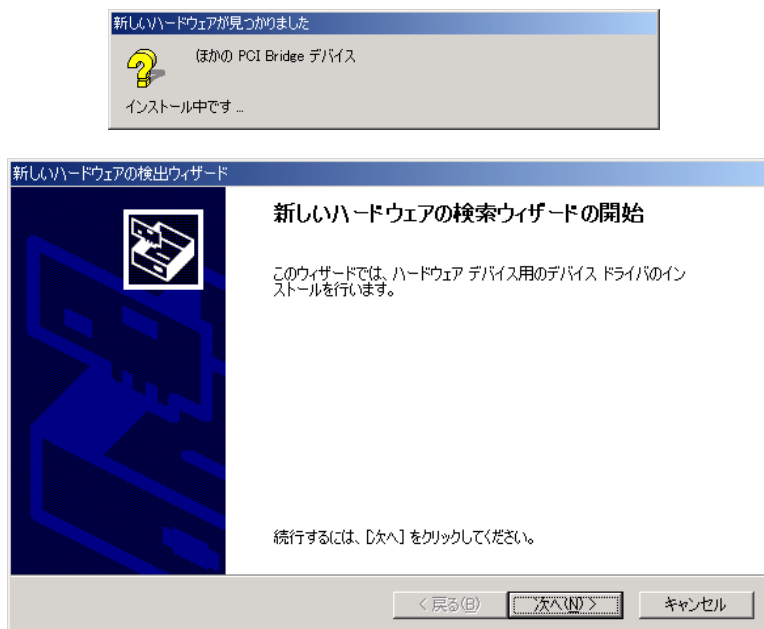 新しいハードウェアが見つかりました
ほかの PCI Bridge デバイス
インストール中です ...
新しいハードウェアの検出ウィザード
新しいハードウェアの検索ウィザードの開始
このウィザードでは、ハードウェア デバイス用のデバイス ドライバのイン
ストールを行います。
続行するには、[次へ] をクリックしてください。
< 戻る(B)
次へ(N) >
キャンセル